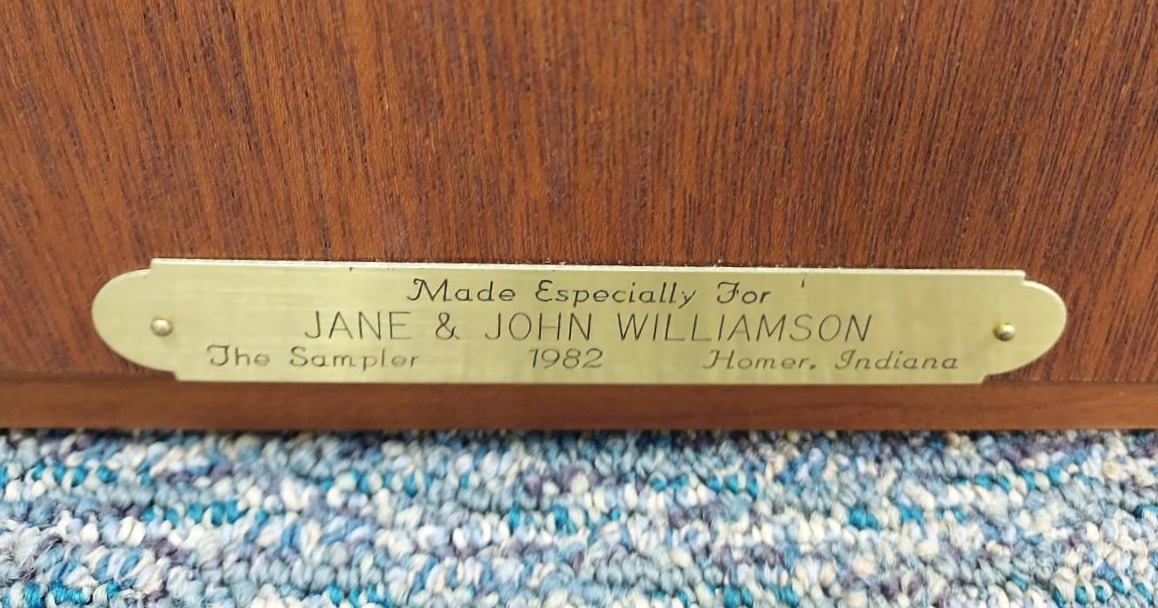 Made Especially For
JANE & JOHN WILLIAMSON
The Sampler 1982 Homer, Indiana